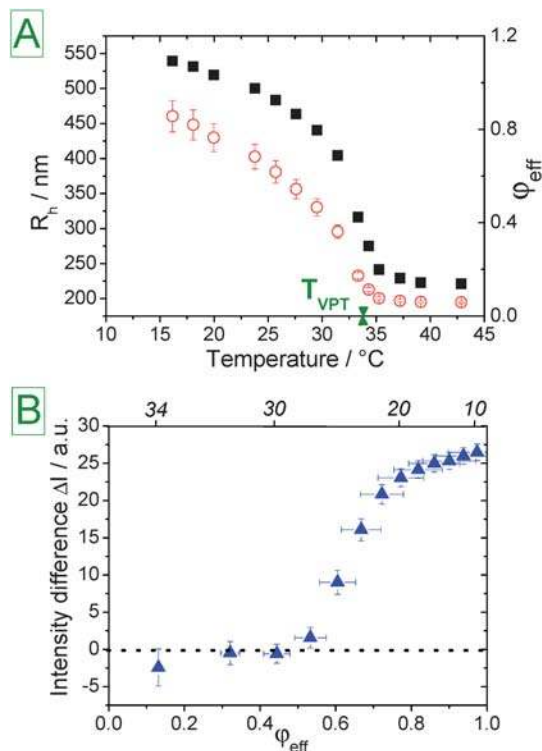 A
550
500
450
400
350
300
250
200
R_h / nm
1.2
0.8
0.4
0.0
φ_eff
T_VPT
10 15 20 25 30 35 40 45
Temperature / °C
B
34 30 20 10
30
25
20
15
10
5
0
-5
Intensity difference ΔI / a.u.
0.0 0.2 0.4 0.6 0.8 1.0
φ_eff